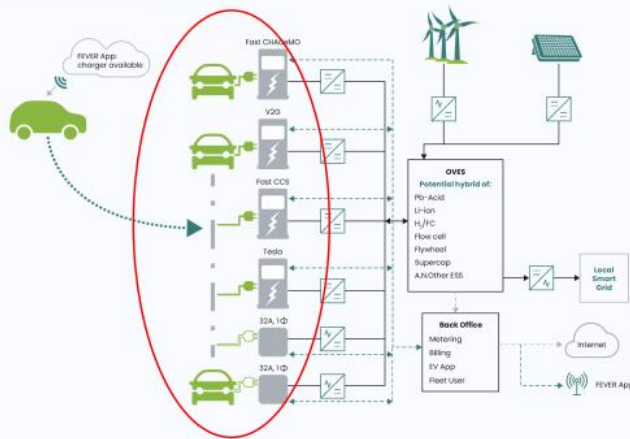 FEVER App:
charger available
Fast CHAdeMO
V2G
Fast CCS
Tesla
32A, 1Φ
32A, 1Φ
OVES
Potential hybrid of:
Pb-Acid
Li-ion
H₂/FC
Flow cell
Flywheel
Supercap
A.N.Other ESS
Local
Smart
Grid
Back Office
Metering
Billing
EV App
Fleet User
Internet
FEVER App